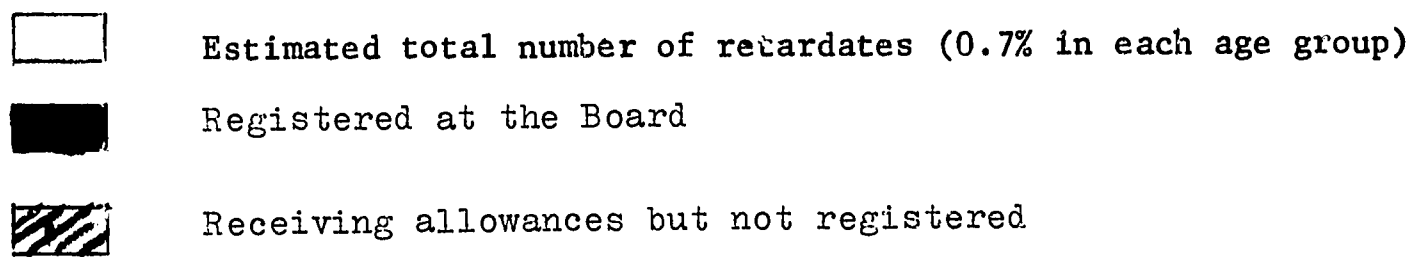 Estimated total number of retardates (0.7% in each age group)
Registered at the Board
Receiving allowances but not registered